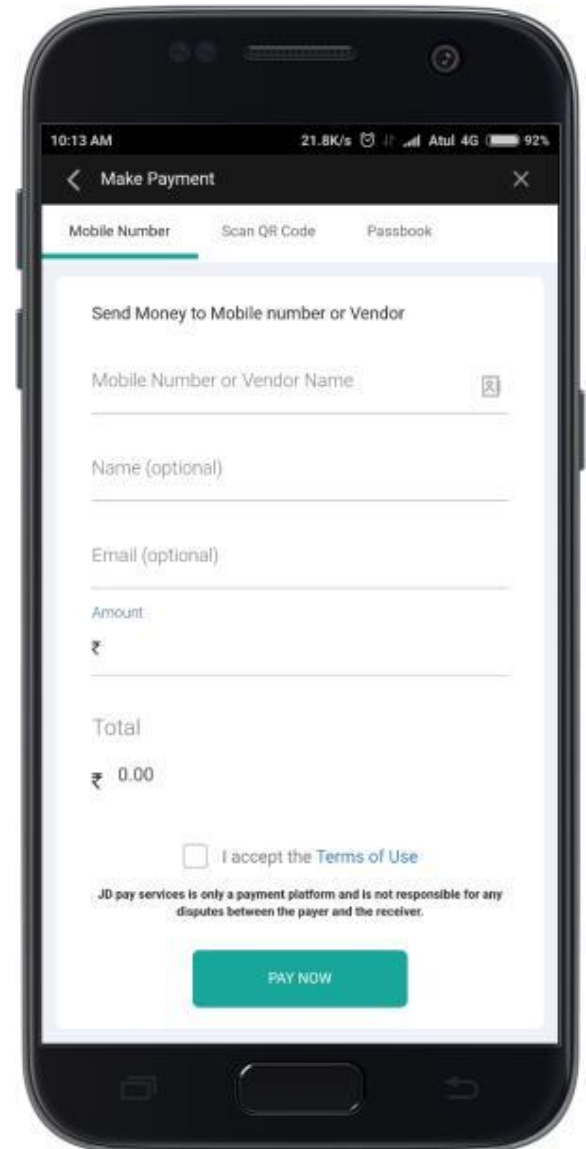 10:13 AM 21.8K/s Atul 4G 92%
Make Payment
Mobile Number Scan QR Code Passbook
Send Money to Mobile number or Vendor
Mobile Number or Vendor Name
Name (optional)
Email (optional)
Amount
₹
Total
₹ 0.00
I accept the Terms of Use
JD pay services is only a payment platform and is not responsible for any
disputes between the payer and the receiver.
PAY NOW